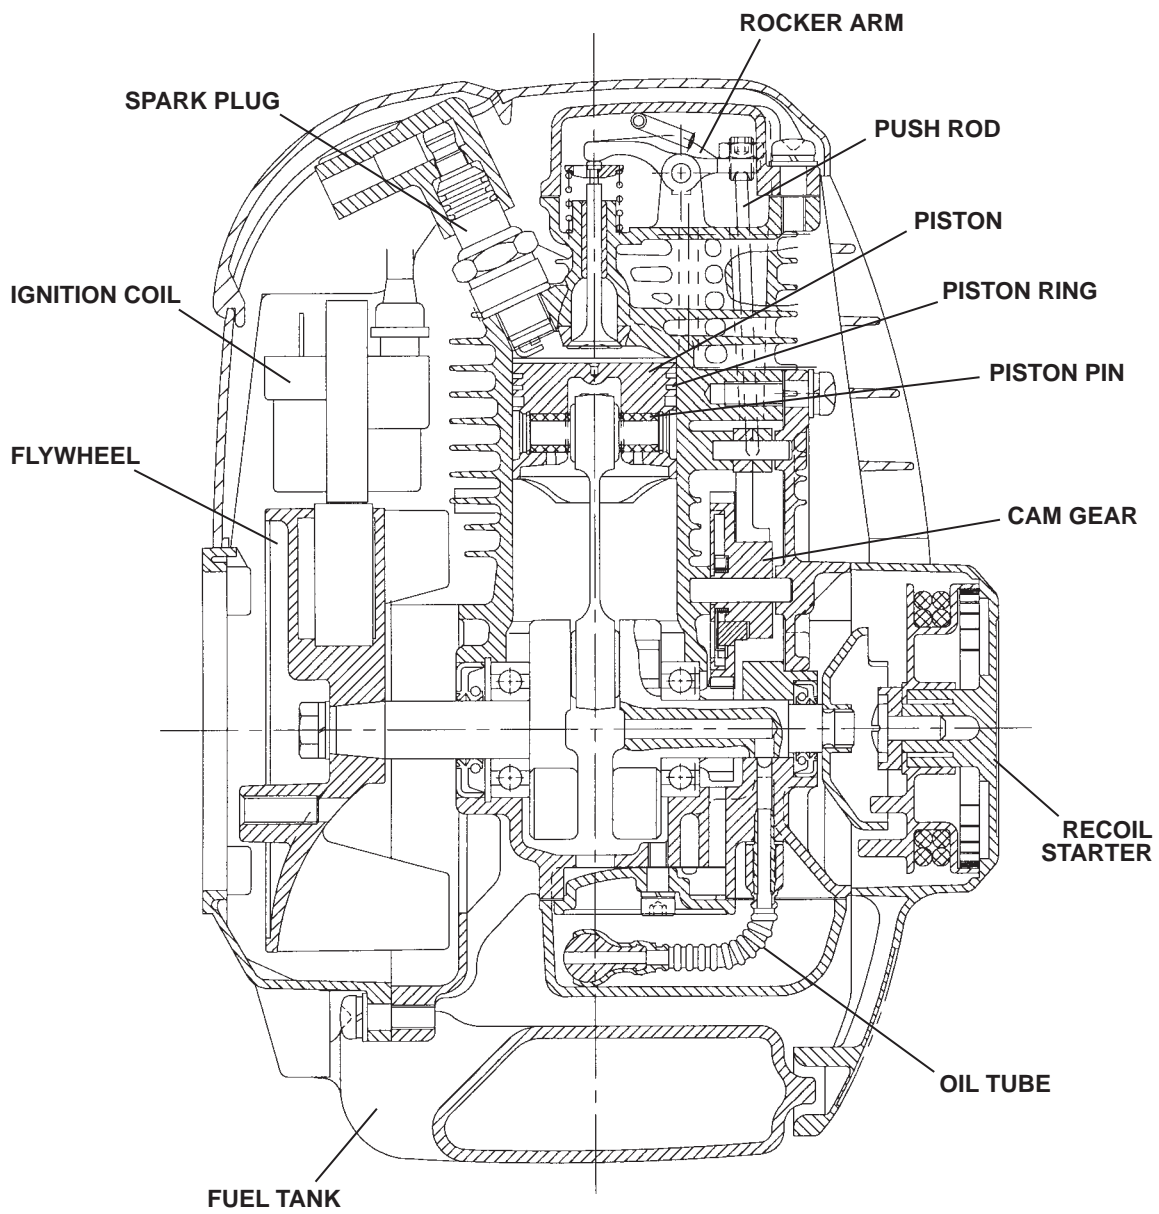 ROCKER ARM
SPARK PLUG
PUSH ROD
PISTON
IGNITION COIL
PISTON RING
PISTON PIN
FLYWHEEL
CAM GEAR
RECOIL
STARTER
OIL TUBE
FUEL TANK